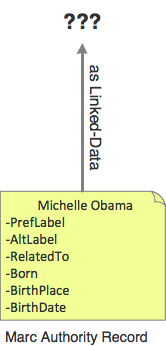 ???
as Linked-Data
Michelle Obama
-PrefLabel
-AltLabel
-RelatedTo
-Born
-BirthPlace
-BirthDate
Marc Authority Record